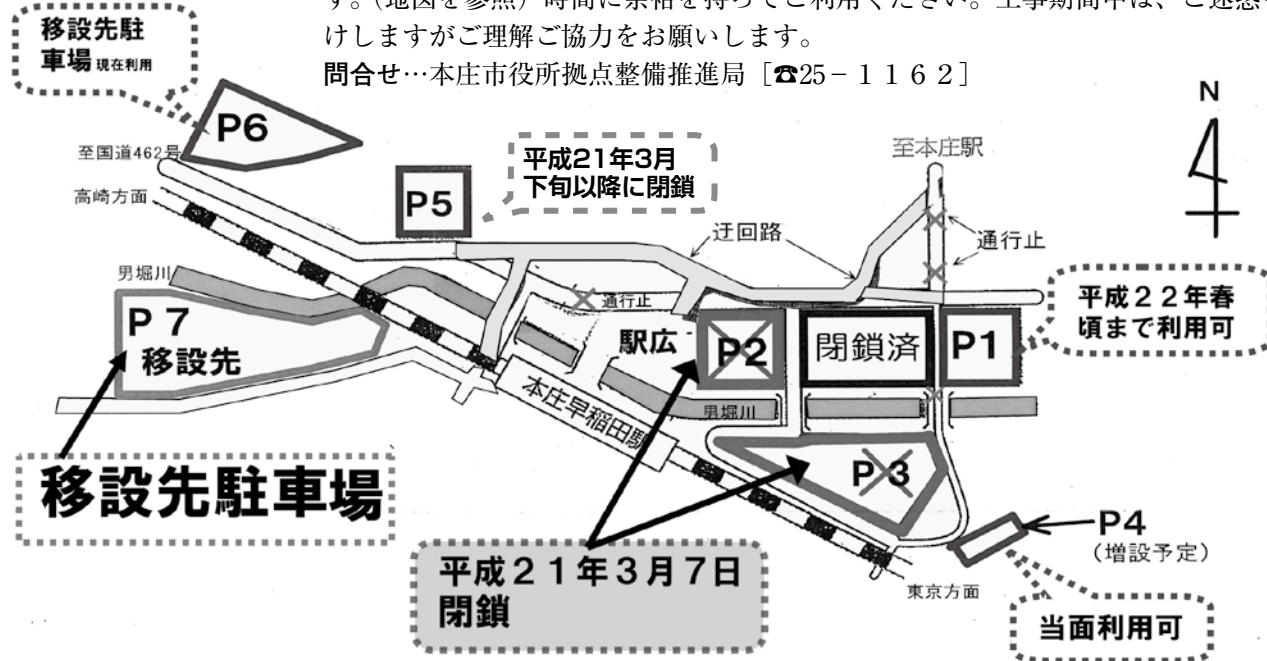 す。(地図を参照) 時間に余裕を持ってご利用ください。工事期間中は、ご迷惑を
けしますがご理解ご協力をお願いします。
問合せ…本庄市役所拠点整備推進局［☎25－１１６２］
移設先駐
車場 現在利用
P6
至国道462号
高崎方面
P5
平成21年3月
下旬以降に閉鎖
至本庄駅
N
迂回路
通行止
男堀川
通行止
P７
移設先
駅広
P2
閉鎖済
P1
平成２２年春
頃まで利用可
本庄早稲田駅
男堀川
P3
移設先駐車場
平成２１年３月７日
閉鎖
P4
（増設予定）
東京方面
当面利用可